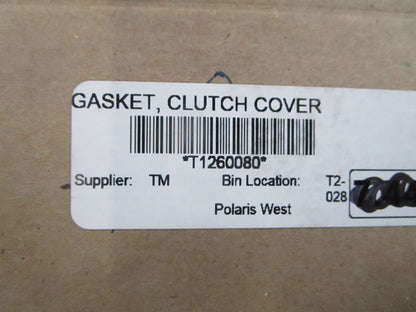 GASKET, CLUTCH COVER
*T1260080*
Supplier: TM Bin Location: T2-
028
Polaris West